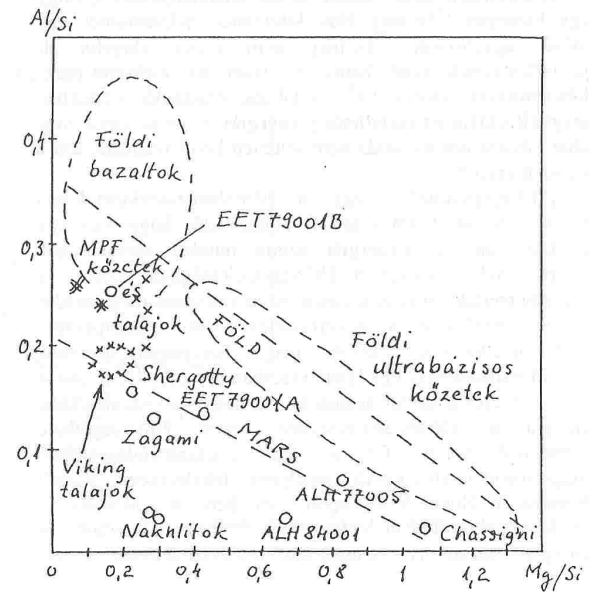 Al/Si
0,4
Földi
bazaltok
EET79001B
0,3
MPF
kőzetek
és
talajok
0,2
FÖLD
Földi
ultrabázisos
kőzetek
Shergotty
EET79001A
Zagami
MARS
0,1
Viking
talajok
ALH77005
Nakhlitok
ALH84001
Chassigni
0
0,2
0,4
0,6
0,8
1
1,2
Mg/Si